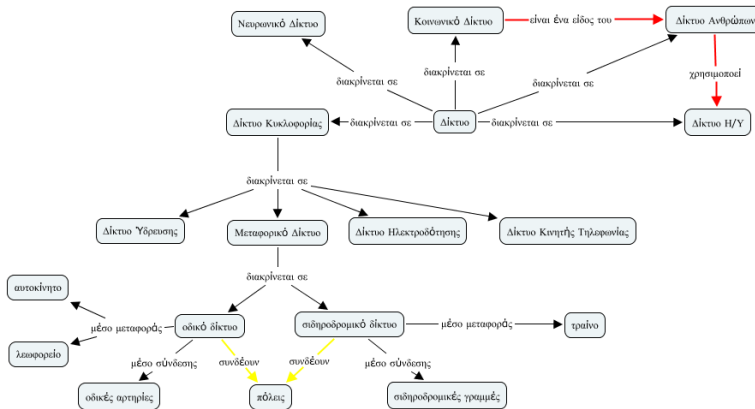 Νευρωνικό Δίκτυο
Κοινωνικό Δίκτυο
είναι ένα είδος του
Δίκτυο Ανθρώπων
διακρίνεται σε
διακρίνεται σε
διακρίνεται σε
χρησιμοποεί
Δίκτυο Κυκλοφορίας
διακρίνεται σε
Δίκτυο
διακρίνεται σε
Δίκτυο Η/Υ
διακρίνεται σε
Δίκτυο Ύδρευσης
Μεταφορικό Δίκτυο
Δίκτυο Ηλεκτροδότησης
Δίκτυο Κινητής Τηλεφωνίας
διακρίνεται σε
αυτοκίνητο
μέσο μεταφοράς
οδικό δίκτυο
σιδηροδρομικό δίκτυο
μέσο μεταφοράς
τραίνο
λεωφορείο
μέσο σύνδεσης
συνδέουν
συνδέουν
μέσο σύνδεσης
οδικές αρτηρίες
πόλεις
σιδηροδρομικές γραμμές